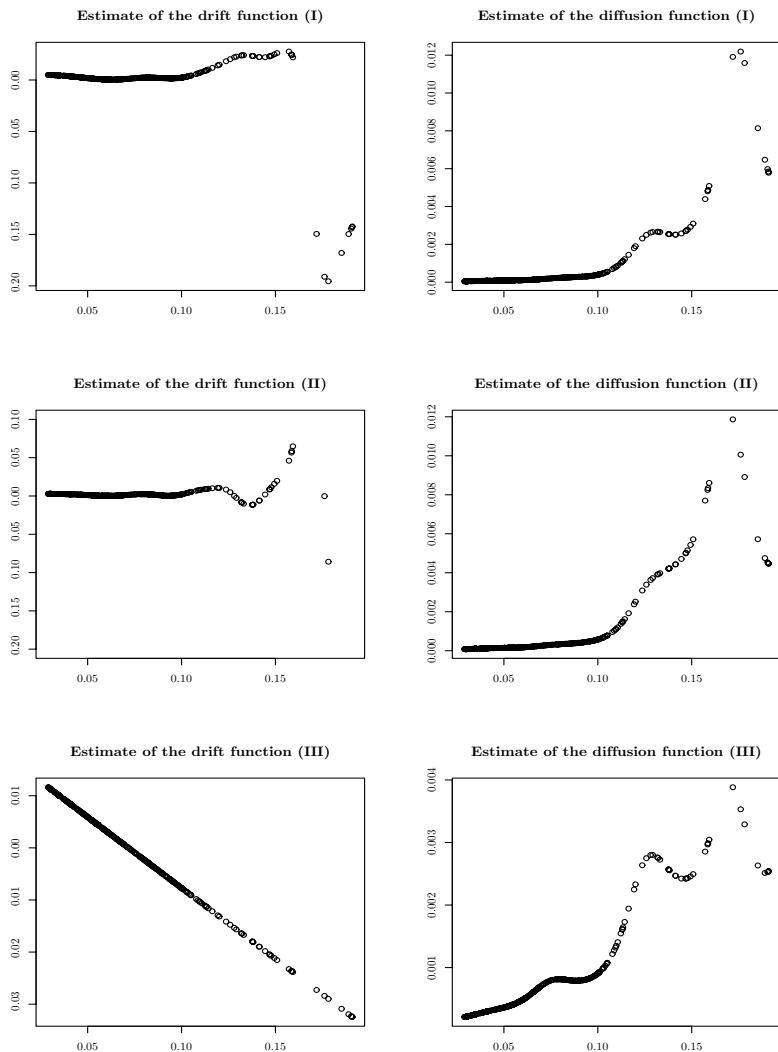 Estimate of the drift function (I)
0.00
0.05
0.10
0.15
0.20
0.05 0.10 0.15
Estimate of the diffusion function (I)
0.012
0.010
0.008
0.006
0.004
0.002
0.000
0.05 0.10 0.15
Estimate of the drift function (II)
0.10
0.05
0.00
0.05
0.10
0.15
0.20
0.05 0.10 0.15
Estimate of the diffusion function (II)
0.012
0.010
0.008
0.006
0.004
0.002
0.000
0.05 0.10 0.15
Estimate of the drift function (III)
0.01
0.00
0.01
0.02
0.03
0.05 0.10 0.15
Estimate of the diffusion function (III)
0.004
0.003
0.002
0.001
0.05 0.10 0.15